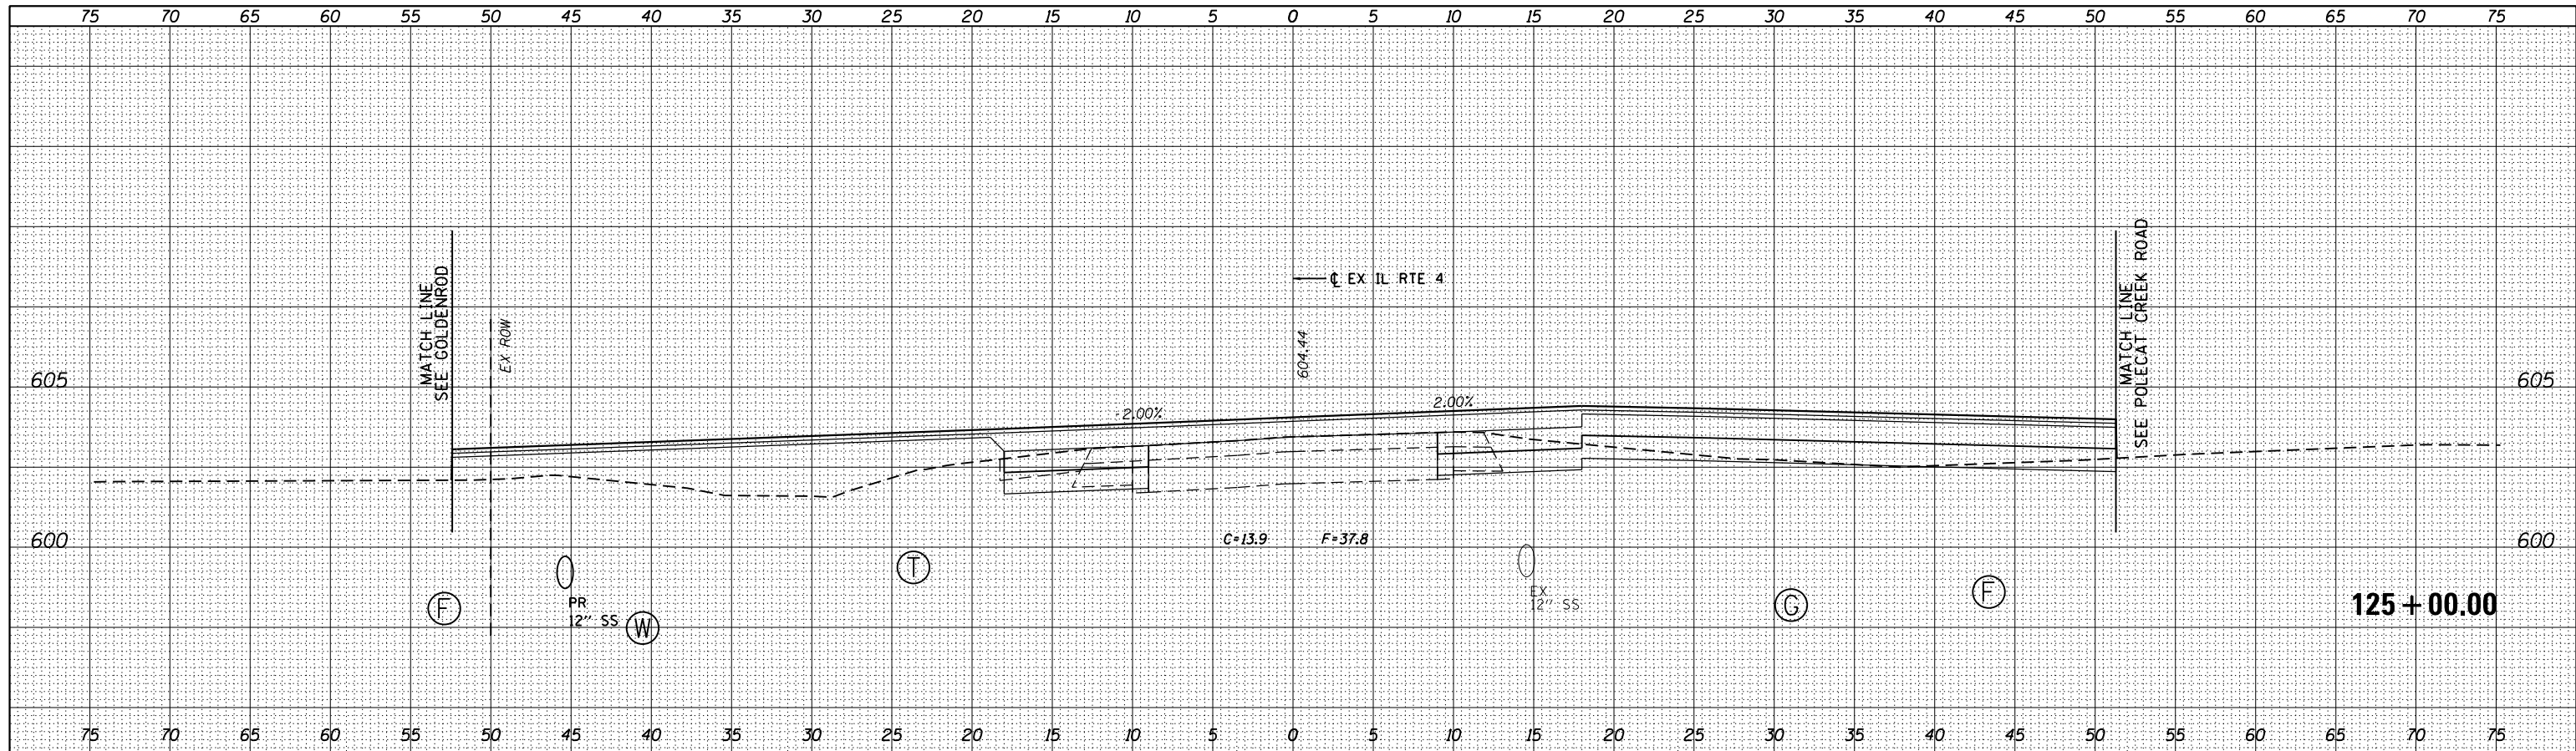 75 70 65 60 55 50 45 40 35 30 25 20 15 10 5 0 5 10 15 20 25 30 35 40 45 50 55 60 65 70 75
MATCH LINE
SEE GOLDENROD
EX ROW
℄ EX IL RTE 4
604.44
MATCH LINE
SEE POLECAT CREEK ROAD
605
605
-2.00%
2.00%
600
C=13.9 F=37.8
600
F
PR
12'' SS
W
T
EX
12'' SS
G
F
125+00.00
75 70 65 60 55 50 45 40 35 30 25 20 15 10 5 0 5 10 15 20 25 30 35 40 45 50 55 60 65 70 75